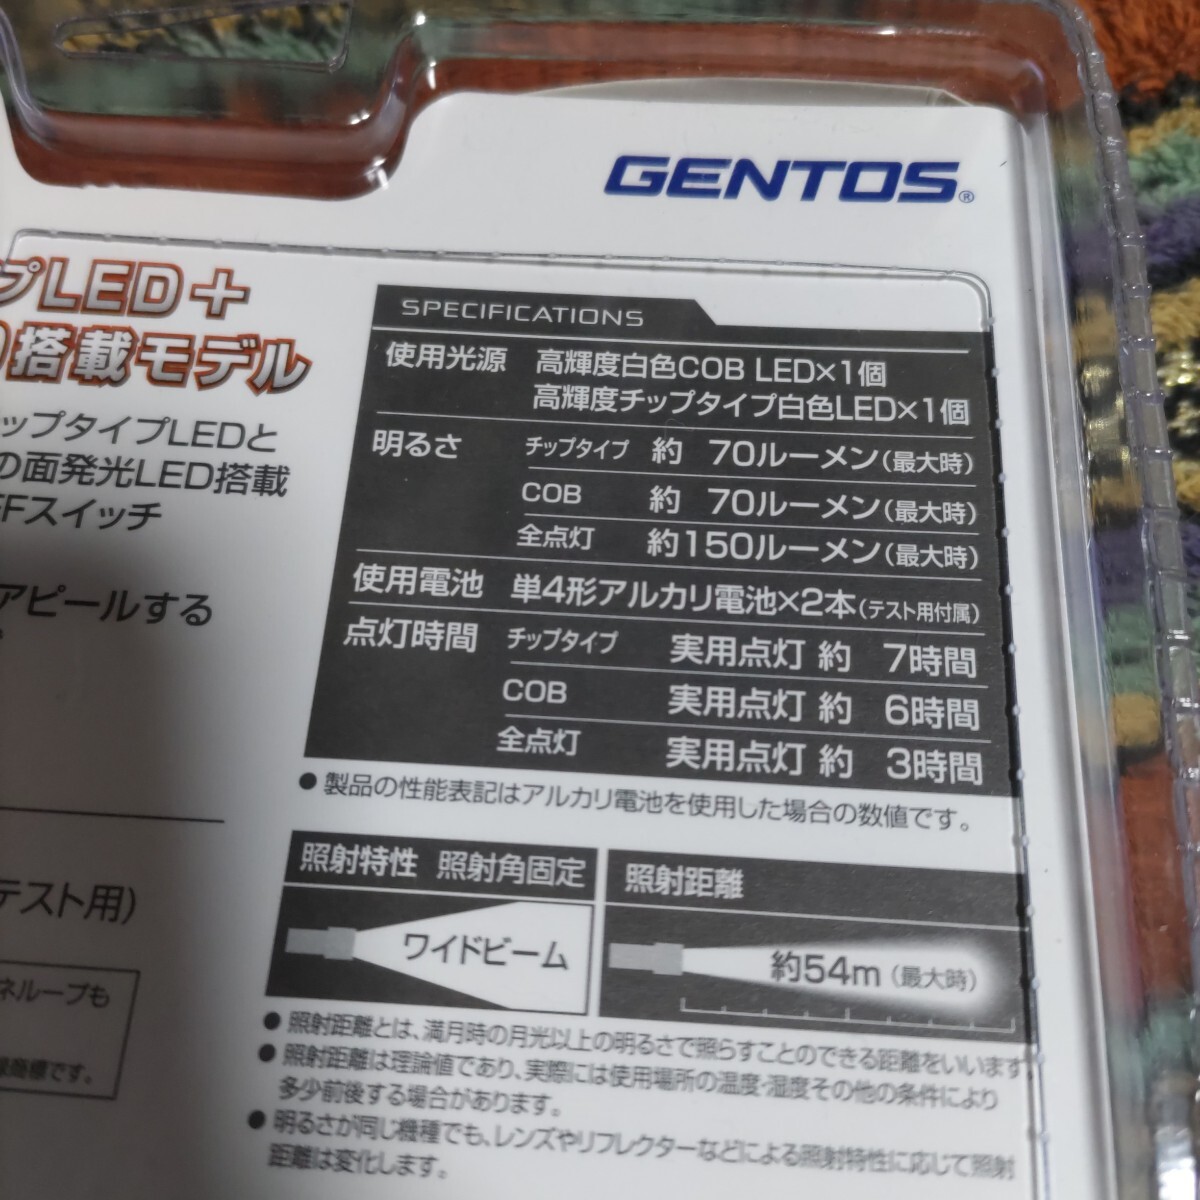 GENTOS®
プLED＋
搭載モデル
ップタイプLEDと
の面発光LED搭載
FFスイッチ
アピールする
テスト用)
ネループも
録商標です。
SPECIFICATIONS
使用光源 高輝度白色COB LED×1個
高輝度チップタイプ白色LED×1個
明るさ チップタイプ 約 70ルーメン(最大時)
COB 約 70ルーメン(最大時)
全点灯 約150ルーメン(最大時)
使用電池 単4形アルカリ電池×2本(テスト用付属)
点灯時間 チップタイプ 実用点灯 約 7時間
COB 実用点灯 約 6時間
全点灯 実用点灯 約 3時間
● 製品の性能表記はアルカリ電池を使用した場合の数値です。
照射特性 照射角固定
ワイドビーム
照射距離
約54m (最大時)
● 照射距離とは、満月時の月光以上の明るさで照らすことのできる距離をいいます
● 照射距離は理論値であり、実際には使用場所の温度・湿度その他の条件により
多少前後する場合があります。
● 明るさが同じ機種でも、レンズやリフレクターなどによる照射特性に応じて照射
距離は変化します。